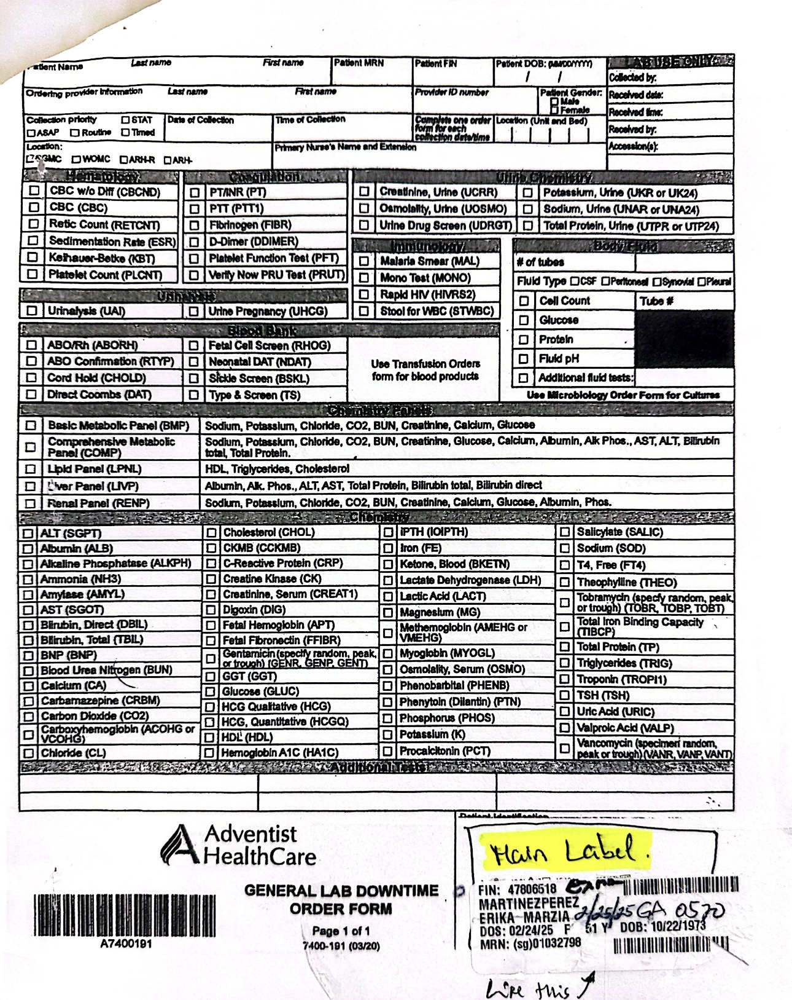 Patient Name Last name First name Patient MRN Patient FIN Patient DOB: (MM/DD/YYYY) LAB USE ONLY:
/ /
Collected by:
Ordering provider information Last name First name Provider ID number Patient Gender: Received date:
Male
Female
Received time:
Collection priority STAT Date of Collection Time of Collection Complete one order form for each collection date/time Location (Unit and Bed)
ASAP Routine Timed Received by:
Location: Primary Nurse's Name and Extension Accession(s):
SGMC WOMC ARH-R ARH-
Hematology Coagulation Urine Chemistry
CBC w/o Diff (CBCND) PT/INR (PT) Creatinine, Urine (UCRR) Potassium, Urine (UKR or UK24)
CBC (CBC) PTT (PTT1) Osmolality, Urine (UOSMO) Sodium, Urine (UNAR or UNA24)
Retic Count (RETCNT) Fibrinogen (FIBR) Urine Drug Screen (UDRGT) Total Protein, Urine (UTPR or UTP24)
Sedimentation Rate (ESR) D-Dimer (DDIMER) Immunology Body Fluid
Keihauer-Betke (KBT) Platelet Function Test (PFT) Malaria Smear (MAL) # of tubes
Platelet Count (PLCNT) Verify Now PRU Test (PRUT) Mono Test (MONO) Fluid Type CSF Peritoneal Synovial Pleural
Urinalysis Rapid HIV (HIVRS2) Cell Count Tube #
Urinalysis (UAI) Urine Pregnancy (UHCG) Stool for WBC (STWBC) Glucose
Blood Bank Protein
ABO/Rh (ABORH) Fetal Cell Screen (RHOG) Fluid pH
ABO Confirmation (RTYP) Neonatal DAT (NDAT) Use Transfusion Orders
Cord Hold (CHOLD) Sickle Screen (BSKL) form for blood products Additional fluid tests:
Direct Coombs (DAT) Type & Screen (TS) Use Microbiology Order Form for Cultures
Chemistry Panels
Basic Metabolic Panel (BMP) Sodium, Potassium, Chloride, CO2, BUN, Creatinine, Calcium, Glucose
Comprehensive Metabolic Panel (COMP) Sodium, Potassium, Chloride, CO2, BUN, Creatinine, Glucose, Calcium, Albumin, Alk Phos., AST, ALT, Bilirubin total, Total Protein.
Lipid Panel (LPNL) HDL, Triglycerides, Cholesterol
Liver Panel (LIVP) Albumin, Alk. Phos., ALT, AST, Total Protein, Bilirubin total, Bilirubin direct
Renal Panel (RENP) Sodium, Potassium, Chloride, CO2, BUN, Creatinine, Calcium, Glucose, Albumin, Phos.
Chemistry
ALT (SGPT)
Albumin (ALB)
Alkaline Phosphatase (ALKPH)
Ammonia (NH3)
Amylase (AMYL)
AST (SGOT)
Bilirubin, Direct (DBIL)
Bilirubin, Total (TBIL)
BNP (BNP)
Blood Urea Nitrogen (BUN)
Calcium (CA)
Carbamazepine (CRBM)
Carbon Dioxide (CO2)
Carboxyhemoglobin (ACOHG or
VCOHG)
Chloride (CL)
Cholesterol (CHOL)
CKMB (CCKMB)
C-Reactive Protein (CRP)
Creatine Kinase (CK)
Creatinine, Serum (CREAT1)
Digoxin (DIG)
Fetal Hemoglobin (APT)
Fetal Fibronectin (FFIBR)
Gentamicin (specify random, peak,
or trough) (GENR, GENP, GENT)
GGT (GGT)
Glucose (GLUC)
HCG Qualitative (HCG)
HCG, Quantitative (HCGQ)
HDL (HDL)
Hemoglobin A1C (HA1C)
iPTH (IOIPTH)
Iron (FE)
Ketone, Blood (BKETN)
Lactate Dehydrogenase (LDH)
Lactic Acid (LACT)
Magnesium (MG)
Methemoglobin (AMEHG or
VMEHG)
Myoglobin (MYOGL)
Osmolality, Serum (OSMO)
Phenobarbital (PHENB)
Phenytoin (Dilantin) (PTN)
Phosphorus (PHOS)
Potassium (K)
Procalcitonin (PCT)
Salicylate (SALIC)
Sodium (SOD)
T4, Free (FT4)
Theophylline (THEO)
Tobramycin (specfy random, peak,
or trough) (TOBR, TOBP, TOBT)
Total Iron Binding Capacity
(TIBCP)
Total Protein (TP)
Triglycerides (TRIG)
Troponin (TROPI1)
TSH (TSH)
Uric Acid (URIC)
Valproic Acid (VALP)
Vancomycin (specimen random,
peak or trough) (VANR, VANP, VANT)
Additional Tests
Patient Identification
Adventist
HealthCare
Main Label.
GENERAL LAB DOWNTIME
ORDER FORM
Page 1 of 1
7400-191 (03/20)
A7400191
FIN: 47806518
MARTINEZPEREZ
ERIKA MARZIA 2/25/25 GA 0570
DOS: 02/24/25 F 51 Y DOB: 10/22/1973
MRN: (sg)01032798
Like this